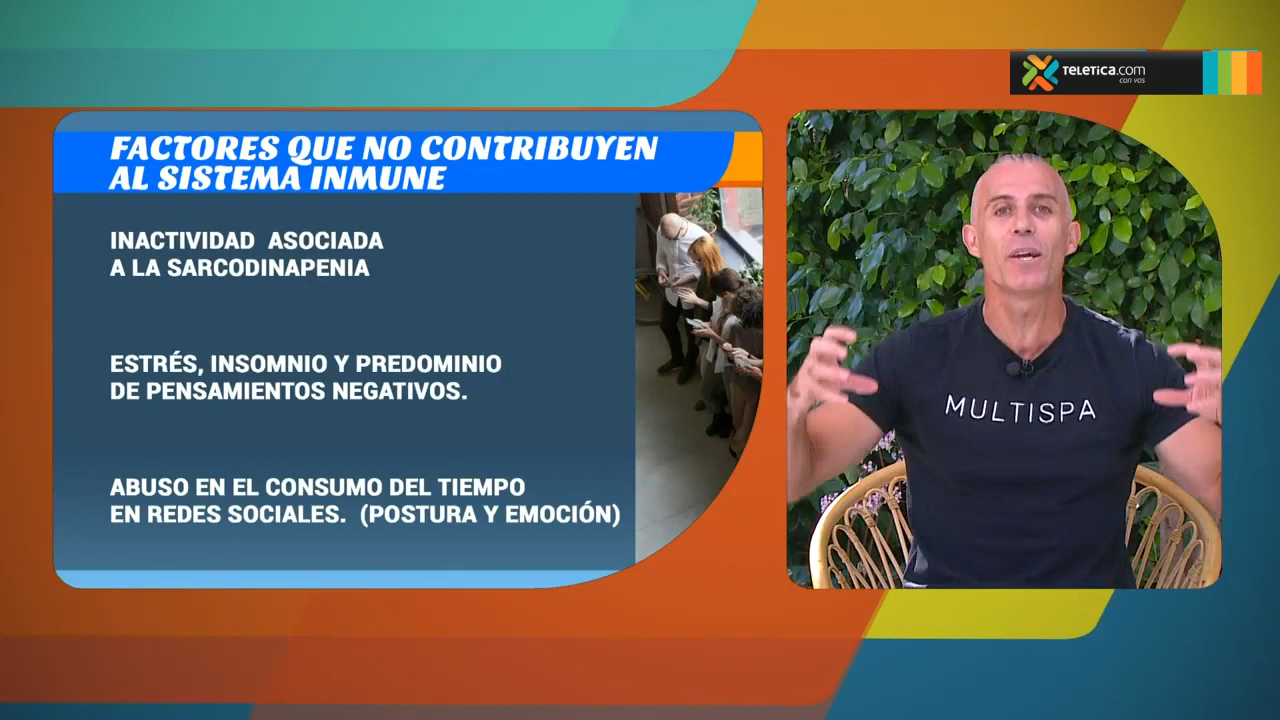 TELETICA.COM
con vos
FACTORES QUE NO CONTRIBUYEN
AL SISTEMA INMUNE
INACTIVIDAD ASOCIADA
A LA SARCODINAPENIA
ESTRÉS, INSOMNIO Y PREDOMINIO
DE PENSAMIENTOS NEGATIVOS.
ABUSO EN EL CONSUMO DEL TIEMPO
EN REDES SOCIALES. (POSTURA Y EMOCIÓN)
MULTISPA